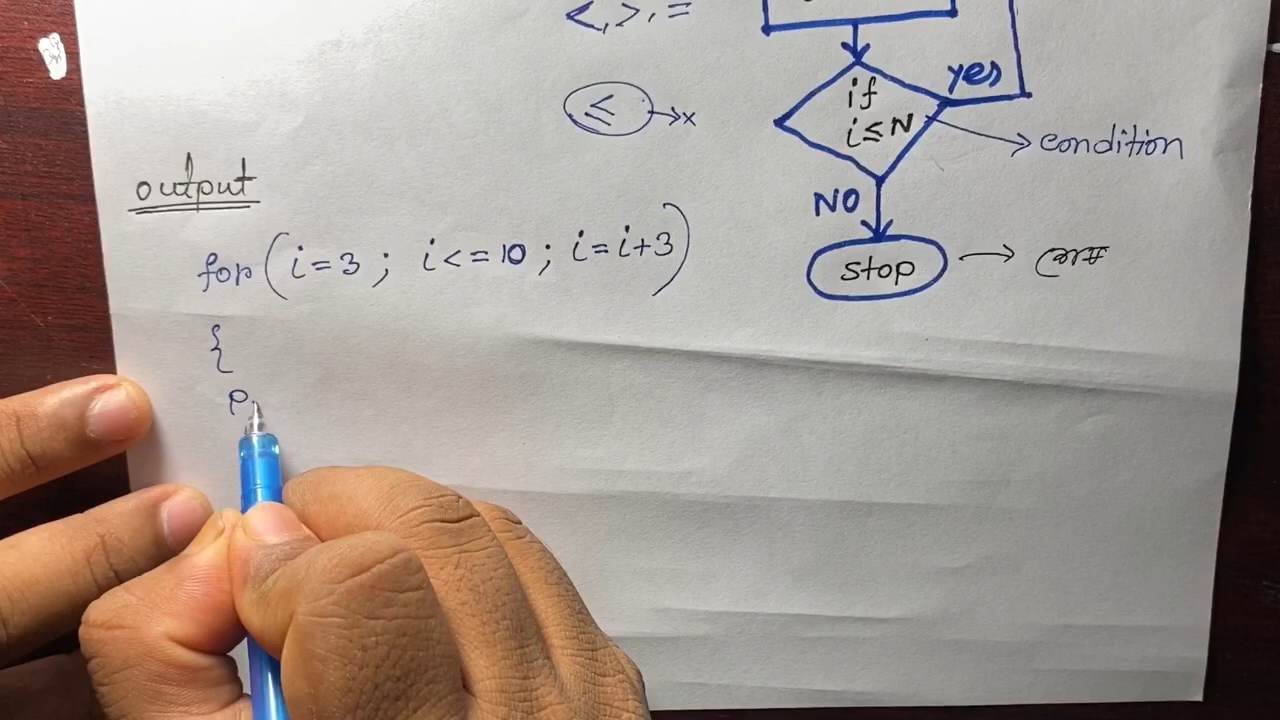 <, >, =
≤ → x
yes
if
i ≤ N
→ condition
NO
stop →
output
for (i = 3 ; i <= 10 ; i = i+3)
{
P